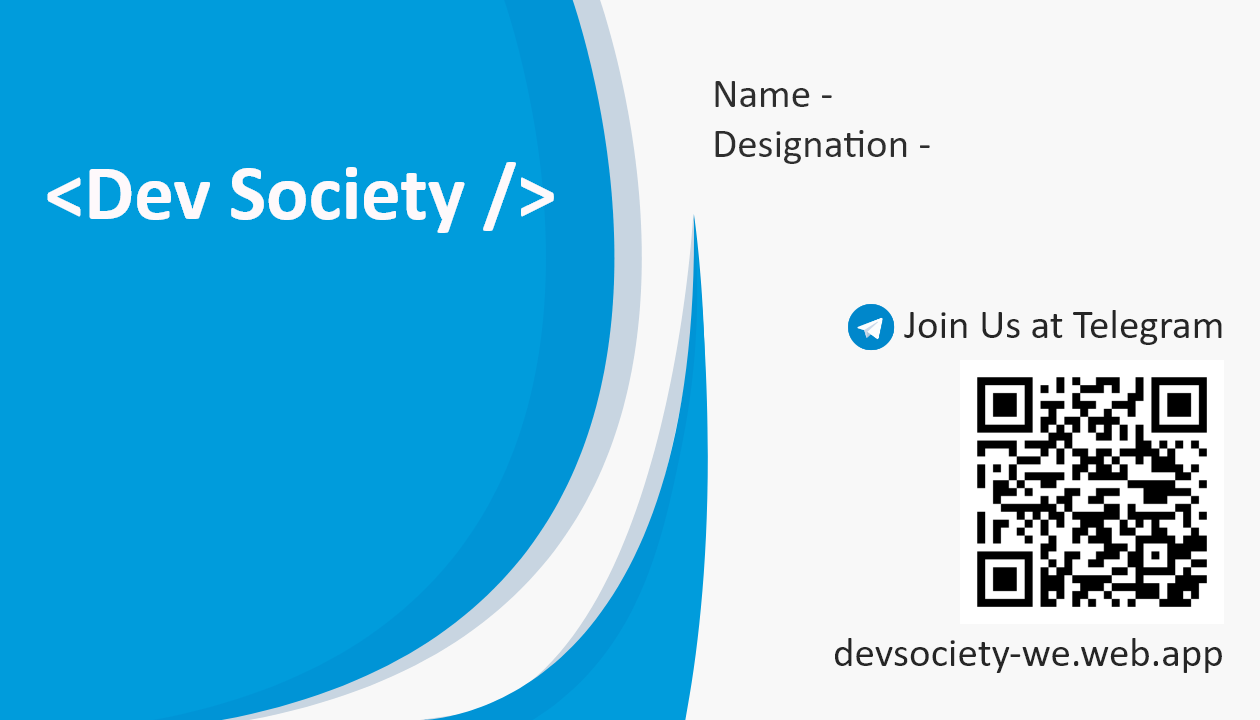 <Dev Society />
Name -
Designation -
Join Us at Telegram
devsociety-we.web.app